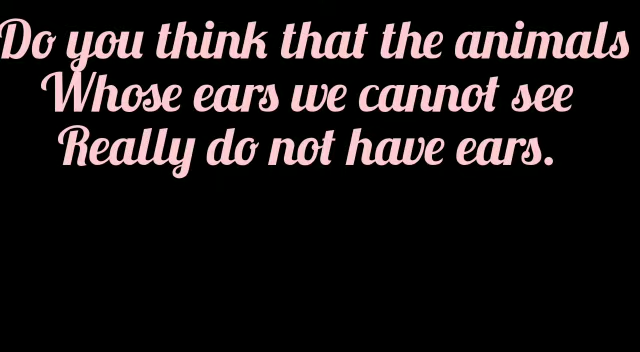 Do you think that the animals
Whose ears we cannot see
Really do not have ears.